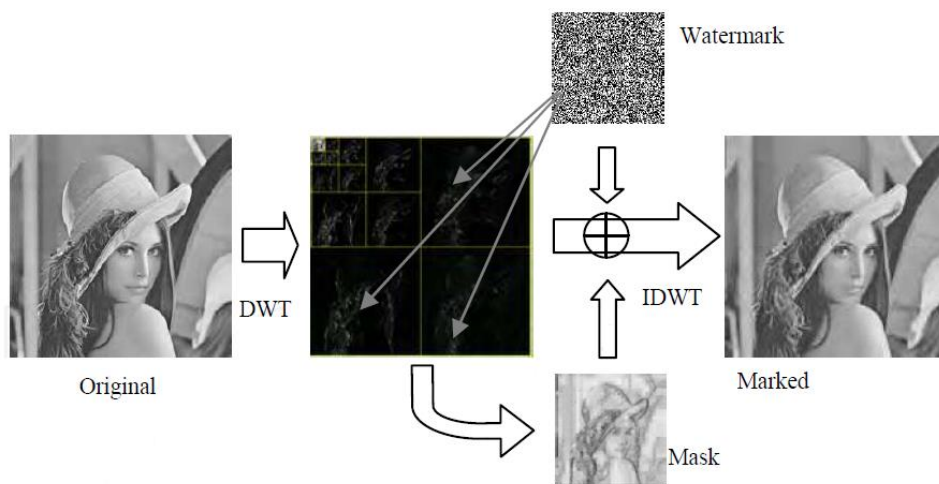 Watermark
DWT
IDWT
Original
Marked
Mask